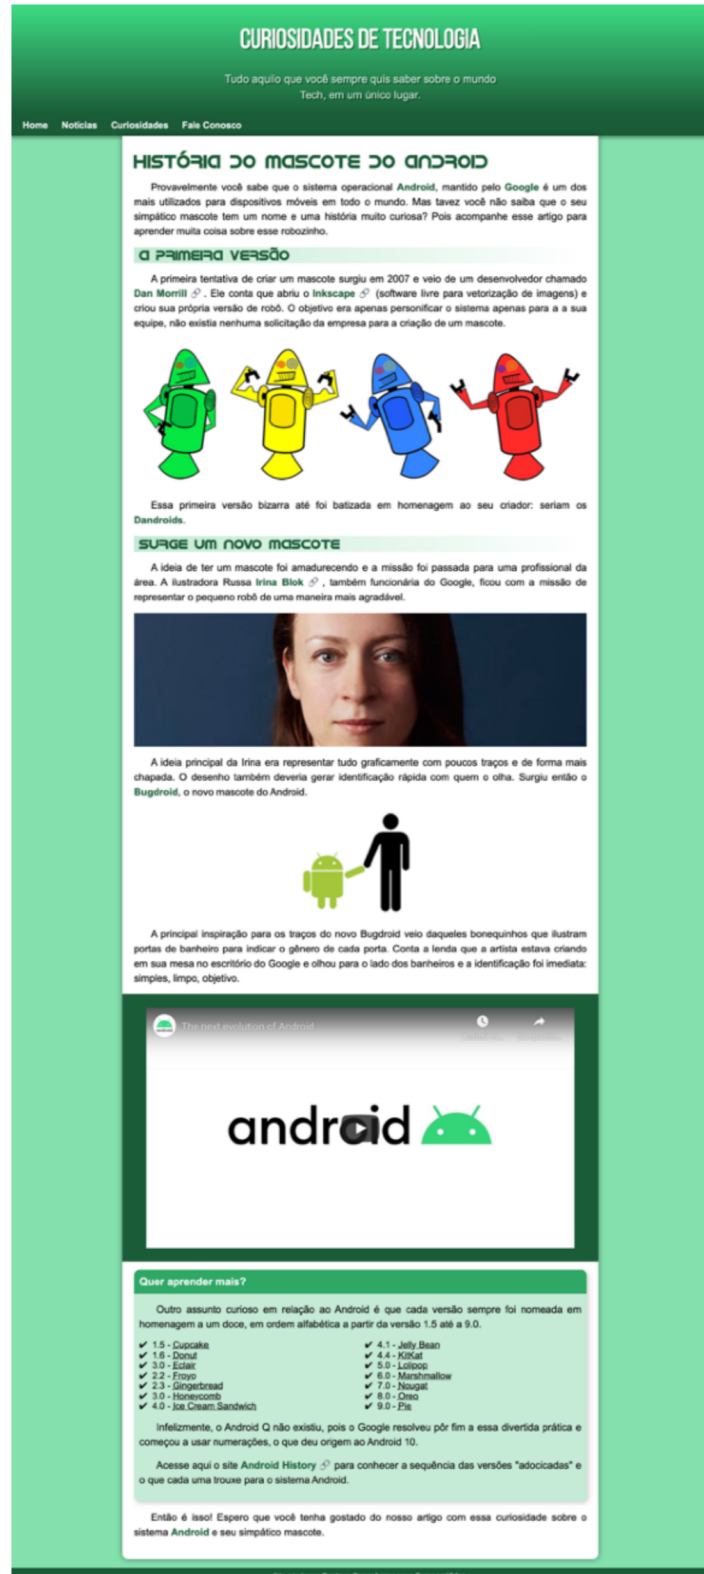 CURIOSIDADES DE TECNOLOGIA
Tudo aquilo que você sempre quis saber sobre o mundo
Tech, em um único lugar.
Home Notícias Curiosidades Fale Conosco
HISTÓRIA DO MASCOTE DO ANDROID
Provavelmente você sabe que o sistema operacional Android, mantido pelo Google é um dos
mais utilizados para dispositivos móveis em todo o mundo. Mas tavez você não saiba que o seu
simpático mascote tem um nome e uma história muito curiosa? Pois acompanhe esse artigo para
aprender muita coisa sobre esse robozinho.
A PRIMEIRA VERSÃO
A primeira tentativa de criar um mascote surgiu em 2007 e veio de um desenvolvedor chamado
Dan Morrill . Ele conta que abriu o Inkscape (software livre para vetorização de imagens) e
criou sua própria versão de robô. O objetivo era apenas personificar o sistema apenas para a a sua
equipe, não existia nenhuma solicitação da empresa para a criação de um mascote.
Essa primeira versão bizarra até foi batizada em homenagem ao seu criador: seriam os
Dandroids.
SURGE UM NOVO MASCOTE
A ideia de ter um mascote foi amadurecendo e a missão foi passada para uma profissional da
área. A ilustradora Russa Irina Blok , também funcionária do Google, ficou com a missão de
representar o pequeno robô de uma maneira mais agradável.
A ideia principal da Irina era representar tudo graficamente com poucos traços e de forma mais
chapada. O desenho também deveria gerar identificação rápida com quem o olha. Surgiu então o
Bugdroid, o novo mascote do Android.
A principal inspiração para os traços do novo Bugdroid veio daqueles bonequinhos que ilustram
portas de banheiro para indicar o gênero de cada porta. Conta a lenda que a artista estava criando
em sua mesa no escritório do Google e olhou para o lado dos banheiros e a identificação foi imediata:
simples, limpo, objetivo.
The next evolution of Android
android
Quer aprender mais?
Outro assunto curioso em relação ao Android é que cada versão sempre foi nomeada em
homenagem a um doce, em ordem alfabética a partir da versão 1.5 até a 9.0.
✔ 1.5 - Cupcake
✔ 1.6 - Donut
✔ 3.0 - Eclair
✔ 2.2 - Froyo
✔ 2.3 - Gingerbread
✔ 3.0 - Honeycomb
✔ 4.0 - Ice Cream Sandwich
✔ 4.1 - Jelly Bean
✔ 4.4 - KitKat
✔ 5.0 - Lolipop
✔ 6.0 - Marshmallow
✔ 7.0 - Nougat
✔ 8.0 - Oreo
✔ 9.0 - Pie
Infelizmente, o Android Q não existiu, pois o Google resolveu pôr fim a essa divertida prática e
começou a usar numerações, o que deu origem ao Android 10.
Acesse aqui o site Android History para conhecer a sequência das versões "adocicadas" e
o que cada uma trouxe para o sistema Android.
Então é isso! Espero que você tenha gostado do nosso artigo com essa curiosidade sobre o
sistema Android e seu simpático mascote.